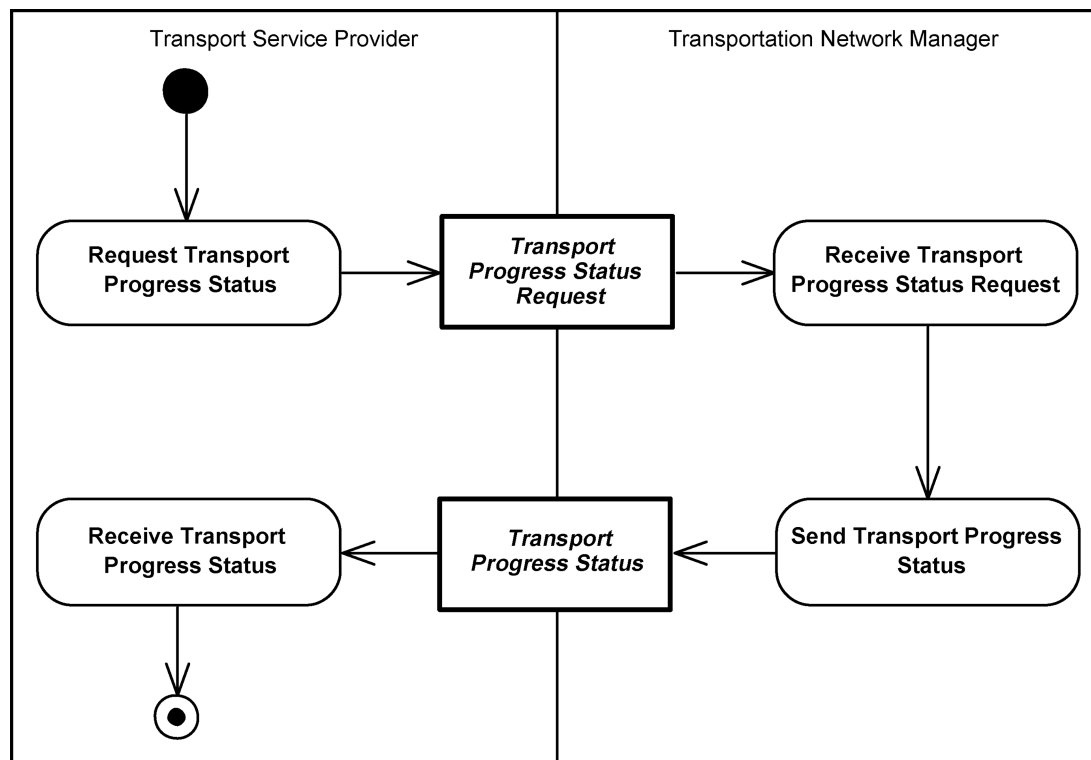 Transport Service Provider
Transportation Network Manager
Request Transport
Progress Status
Transport
Progress Status
Request
Receive Transport
Progress Status Request
Receive Transport
Progress Status
Transport
Progress Status
Send Transport Progress
Status